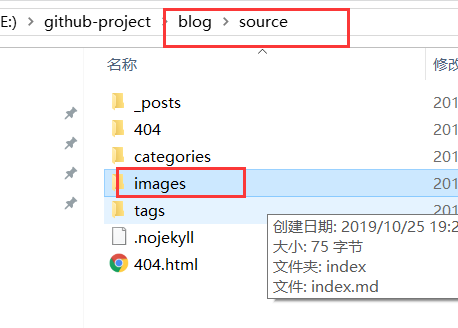 E:) › github-project › blog › source
名称 修改
_posts 201
404 201
categories 201
images 201
tags 201
.nojekyll
404.html
创建日期: 2019/10/25 19:2
大小: 75 字节
文件夹: index
文件: index.md